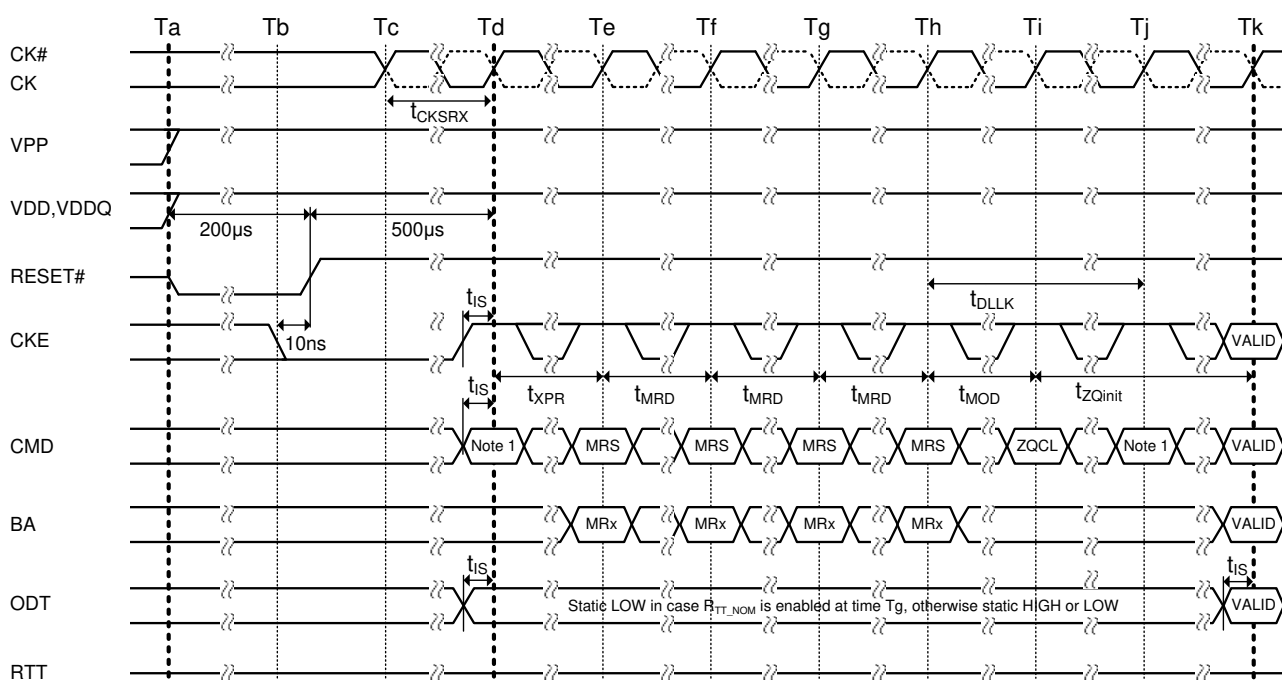 Ta Tb Tc Td Te Tf Tg Th Ti Tj Tk
CK#
CK
tCKSRX
VPP
VDD,VDDQ
200µs 500µs
RESET#
tIS tDLLK
CKE 10ns VALID
tIS tXPR tMRD tMRD tMRD tMOD tZQinit
CMD Note 1 MRS MRS MRS MRS ZQCL Note 1 VALID
BA MRx MRx MRx MRx VALID
tIS tIS
ODT Static LOW in case RTT_NOM is enabled at time Tg, otherwise static HIGH or LOW VALID
RTT